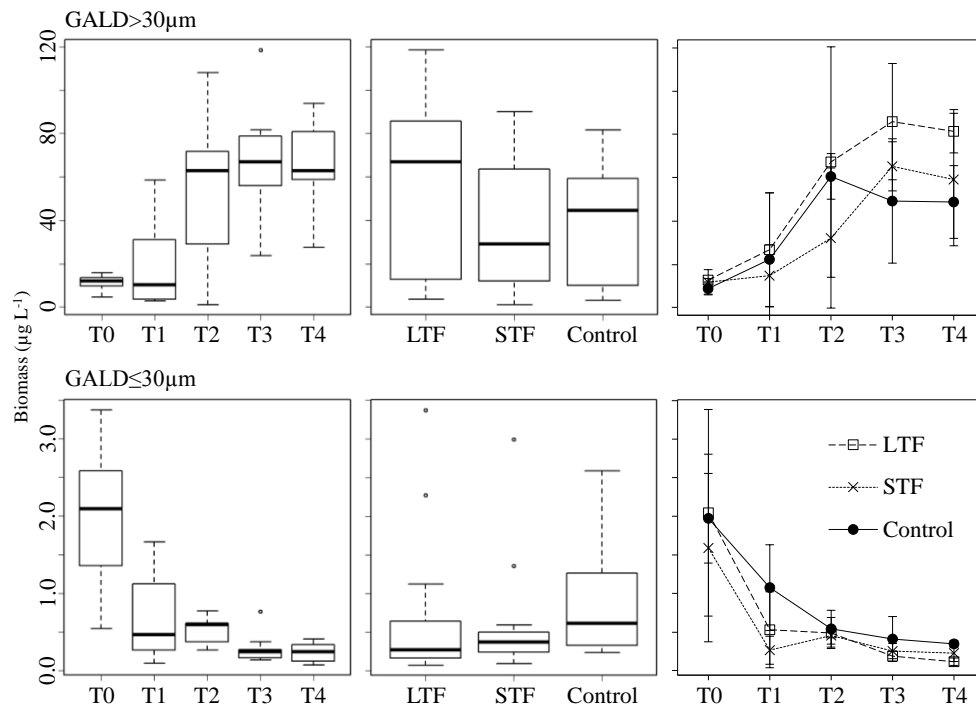 GALD>30µm
Biomass (µg L⁻¹)
120
80
40
0
T0 T1 T2 T3 T4
LTF STF Control
T0 T1 T2 T3 T4
GALD≤30µm
3.0
2.0
1.0
0.0
T0 T1 T2 T3 T4
LTF STF Control
LTF
STF
Control
T0 T1 T2 T3 T4